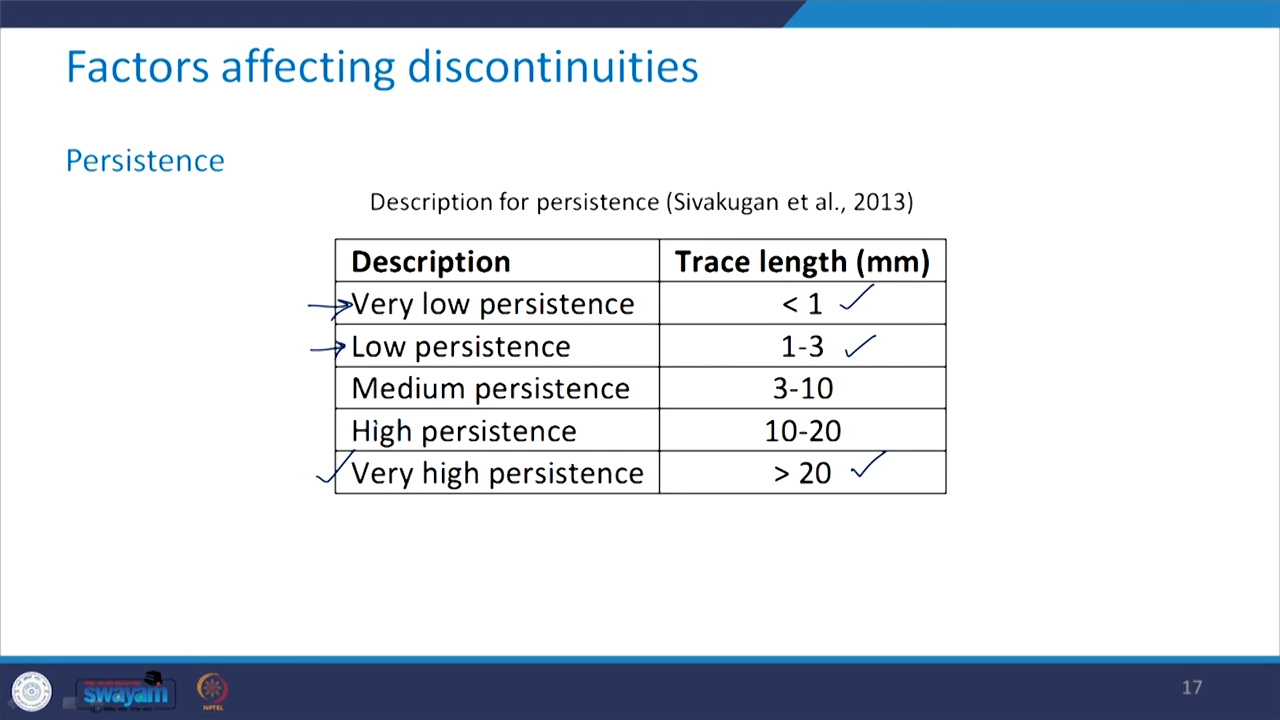 Factors affecting discontinuities
Persistence
Description for persistence (Sivakugan et al., 2013)
Description Trace length (mm)
Very low persistence < 1
Low persistence 1-3
Medium persistence 3-10
High persistence 10-20
Very high persistence > 20
swayam
NPTEL
17